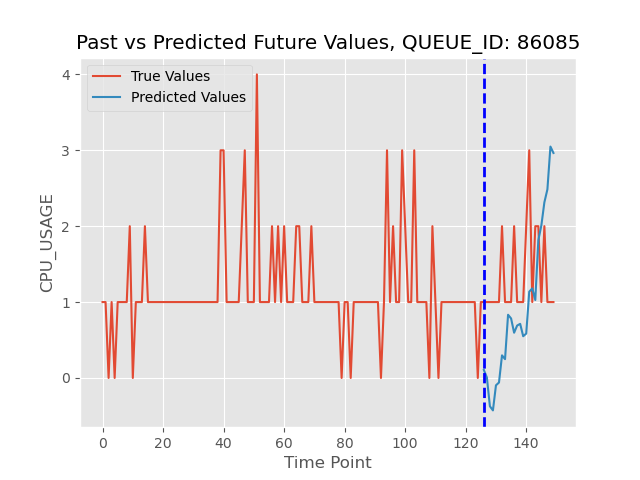 Past vs Predicted Future Values, QUEUE_ID: 86085
True Values
Predicted Values
CPU_USAGE
4
3
2
1
0
0 20 40 60 80 100 120 140
Time Point